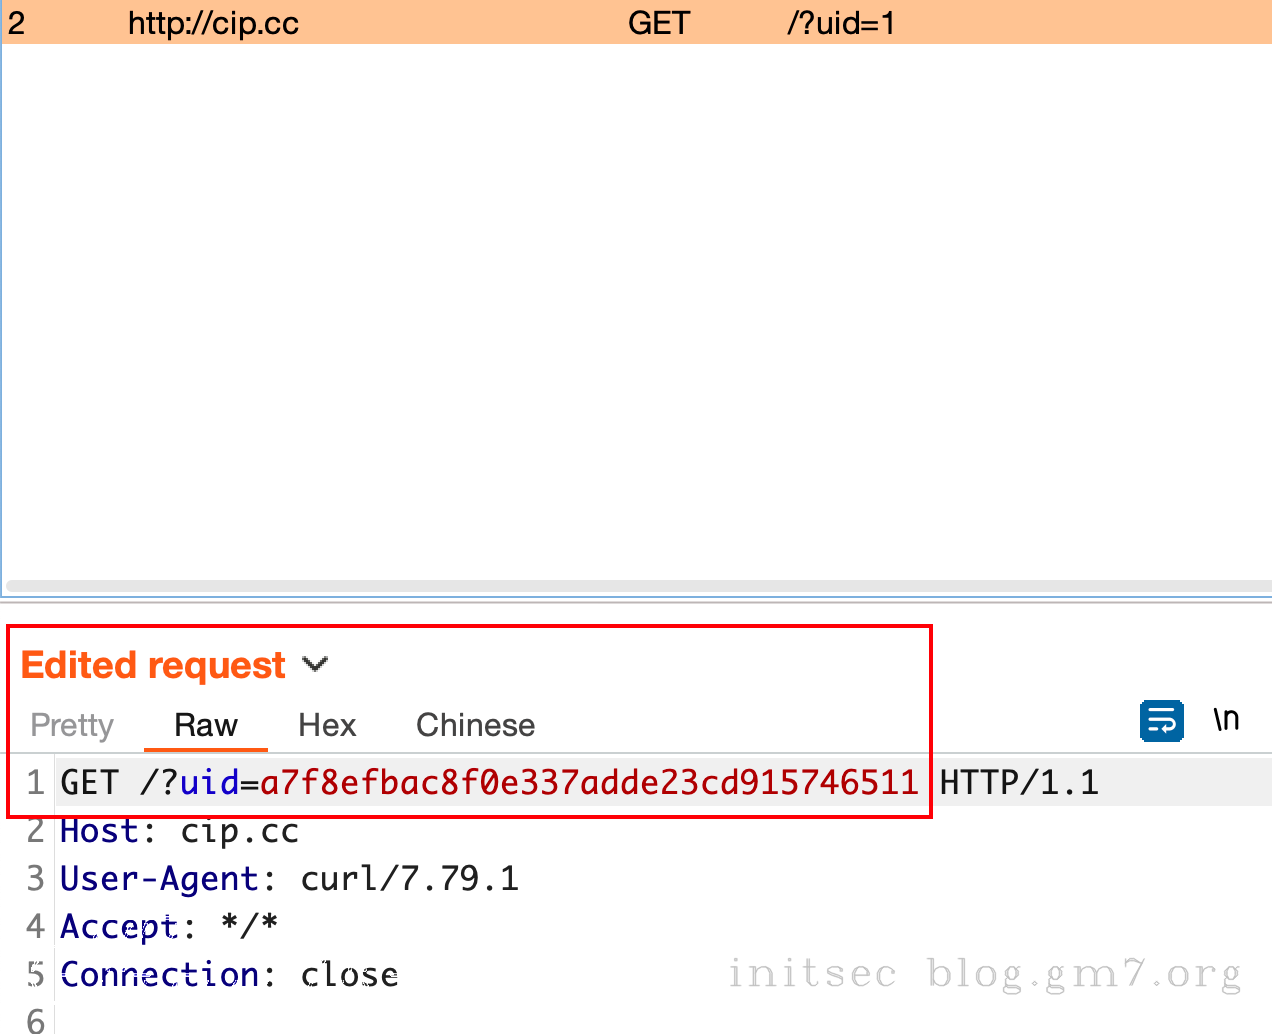 2 http://cip.cc GET /?uid=1
Edited request
Pretty Raw Hex Chinese \n
1 GET /?uid=a7f8efbac8f0e337adde23cd915746511 HTTP/1.1
2 Host: cip.cc
3 User-Agent: curl/7.79.1
4 Accept: */*
5 Connection: close
initsec blog.gm7.org
6